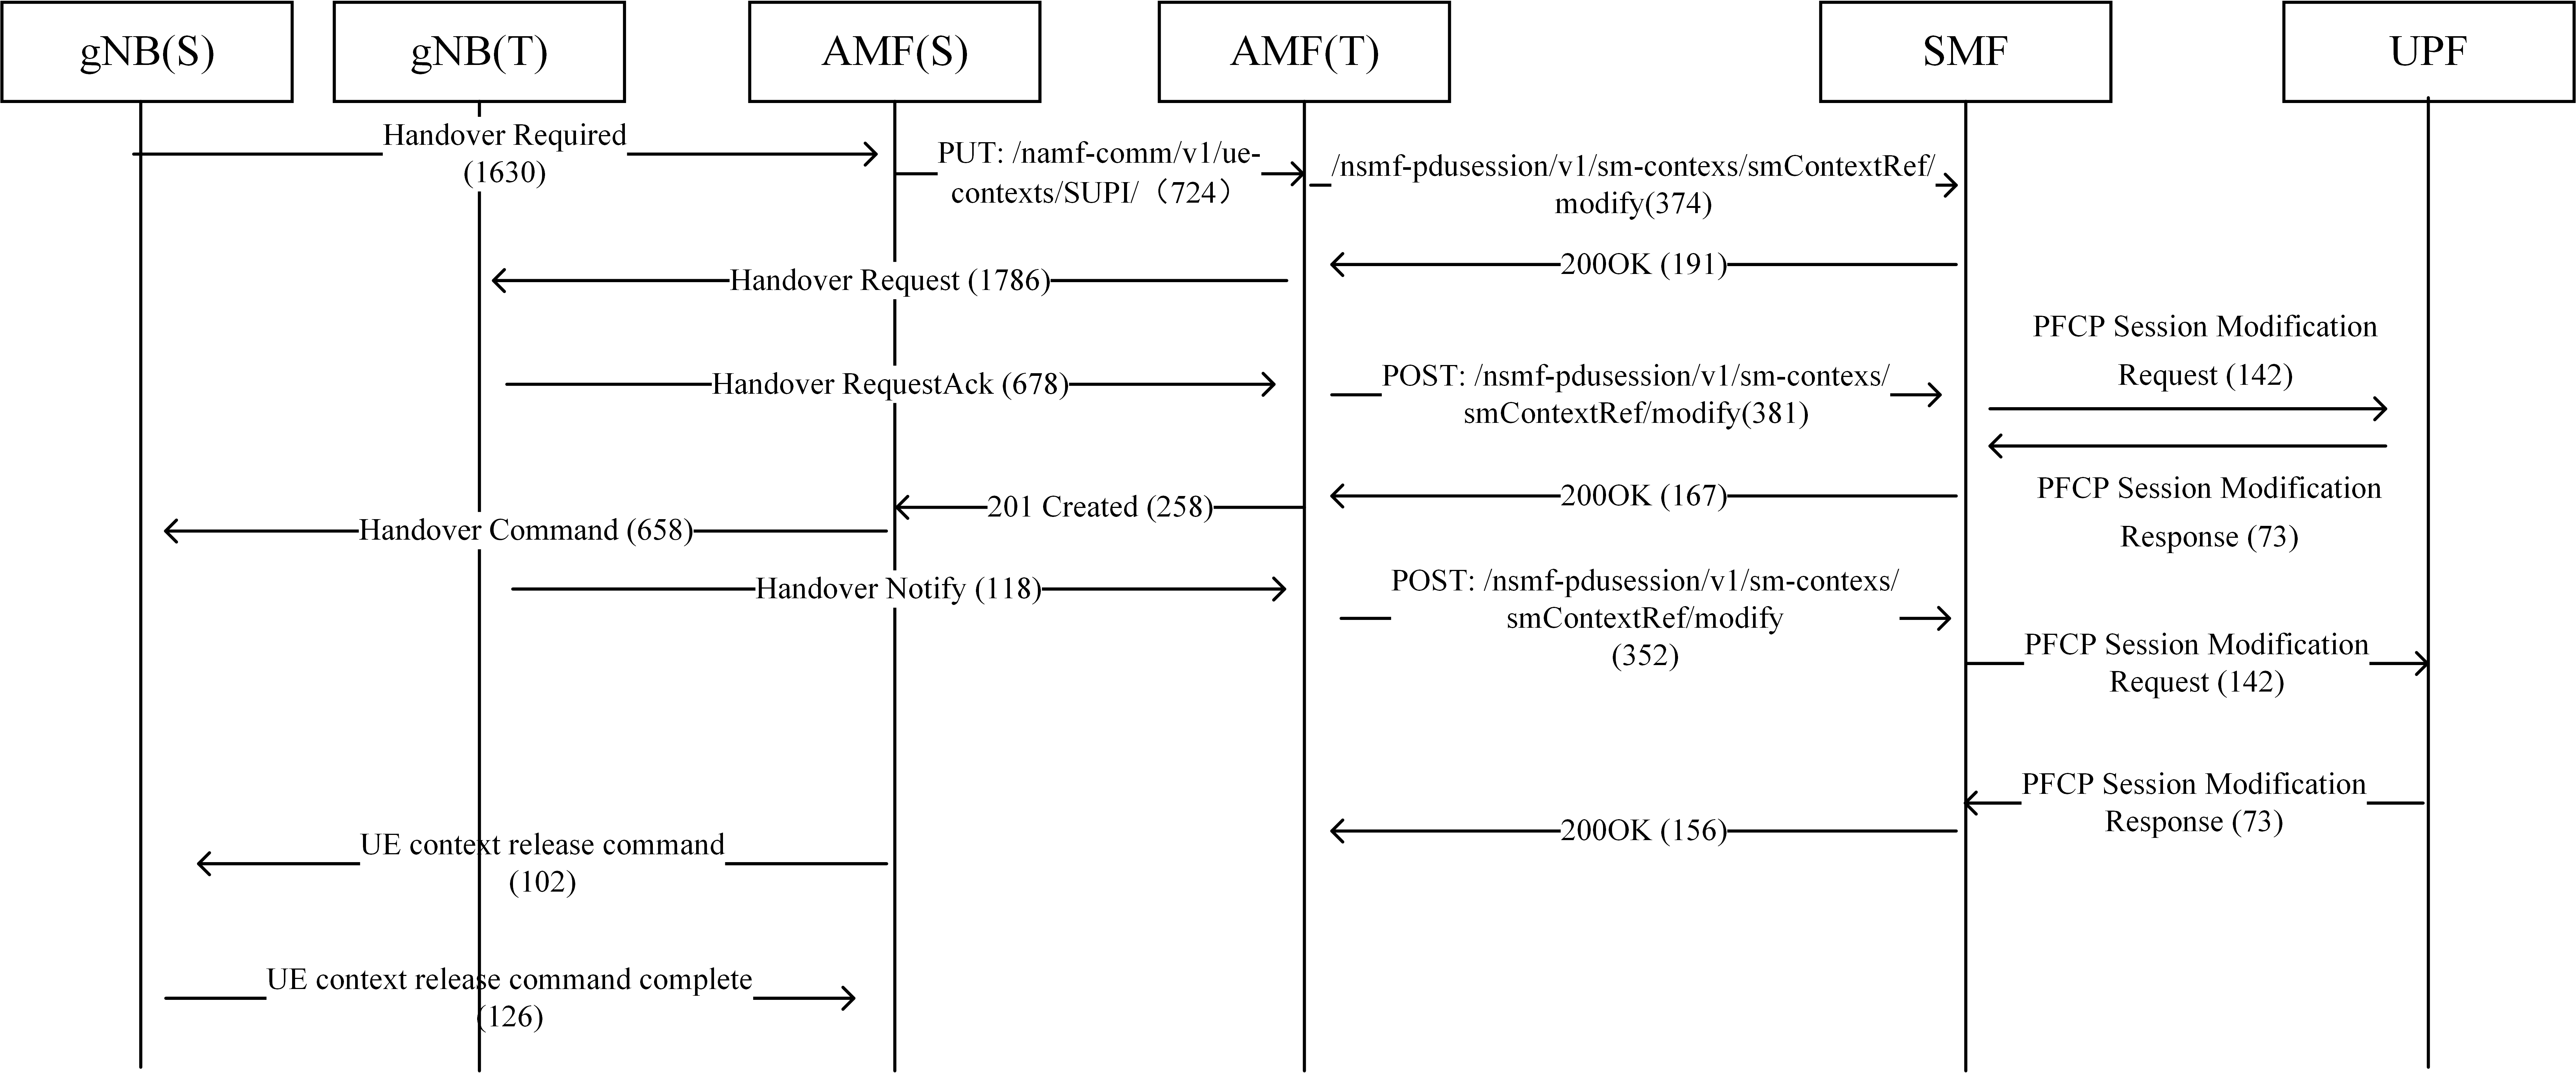 gNB(S)
gNB(T)
AMF(S)
AMF(T)
SMF
UPF
Handover Required
(1630)
PUT: /namf-comm/v1/ue-
contexts/SUPI/（724）
/nsmf-pdusession/v1/sm-contexs/smContextRef/
modify(374)
200OK (191)
Handover Request (1786)
PFCP Session Modification
Request (142)
Handover RequestAck (678)
POST: /nsmf-pdusession/v1/sm-contexs/
smContextRef/modify(381)
PFCP Session Modification
Response (73)
200OK (167)
201 Created (258)
Handover Command (658)
Handover Notify (118)
POST: /nsmf-pdusession/v1/sm-contexs/
smContextRef/modify
(352)
PFCP Session Modification
Request (142)
PFCP Session Modification
Response (73)
200OK (156)
UE context release command
(102)
UE context release command complete
(126)